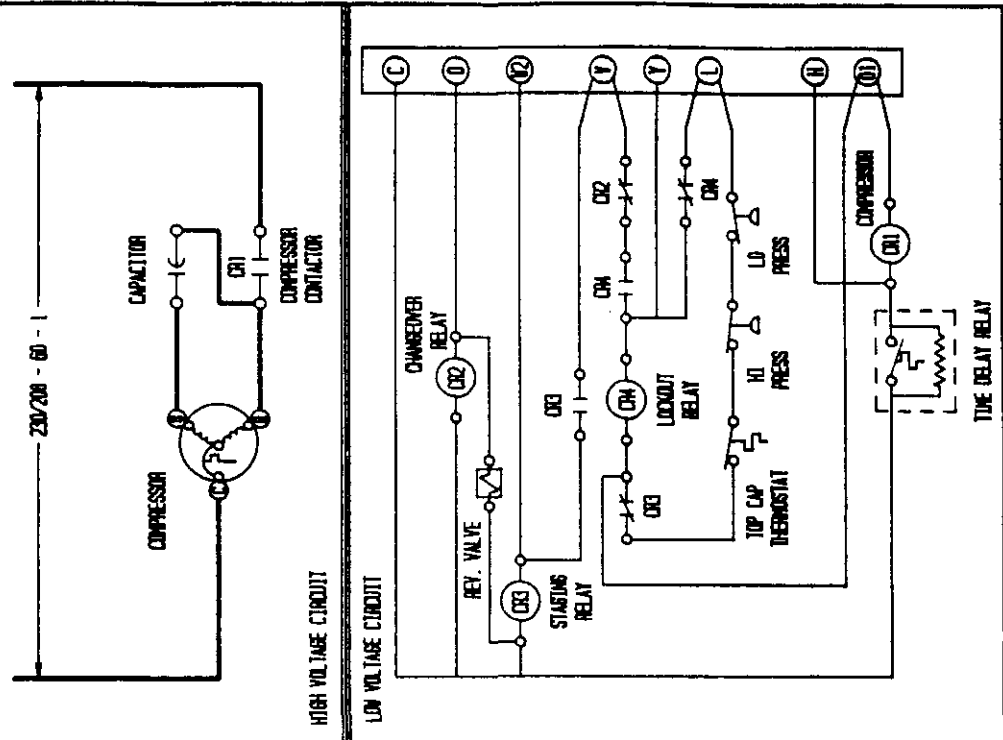 230/208 - 60 - 1
COMPRESSOR
CAPACITOR
C
CR1
COMPRESSOR
CONTACTOR
HIGH VOLTAGE CIRCUIT
LOW VOLTAGE CIRCUIT
C
CHANGEOVER
RELAY
CR2
O
REV. VALVE
CR3
STAGING
RELAY
W2
CR3
V
CR2
CR4
CR3
CR4
LOCKOUT
RELAY
Y
CR4
L
TOP CAP
THERMOSTAT
HI
PRESS
LO
PRESS
H
COMPRESSOR
CR1
TIME DELAY RELAY